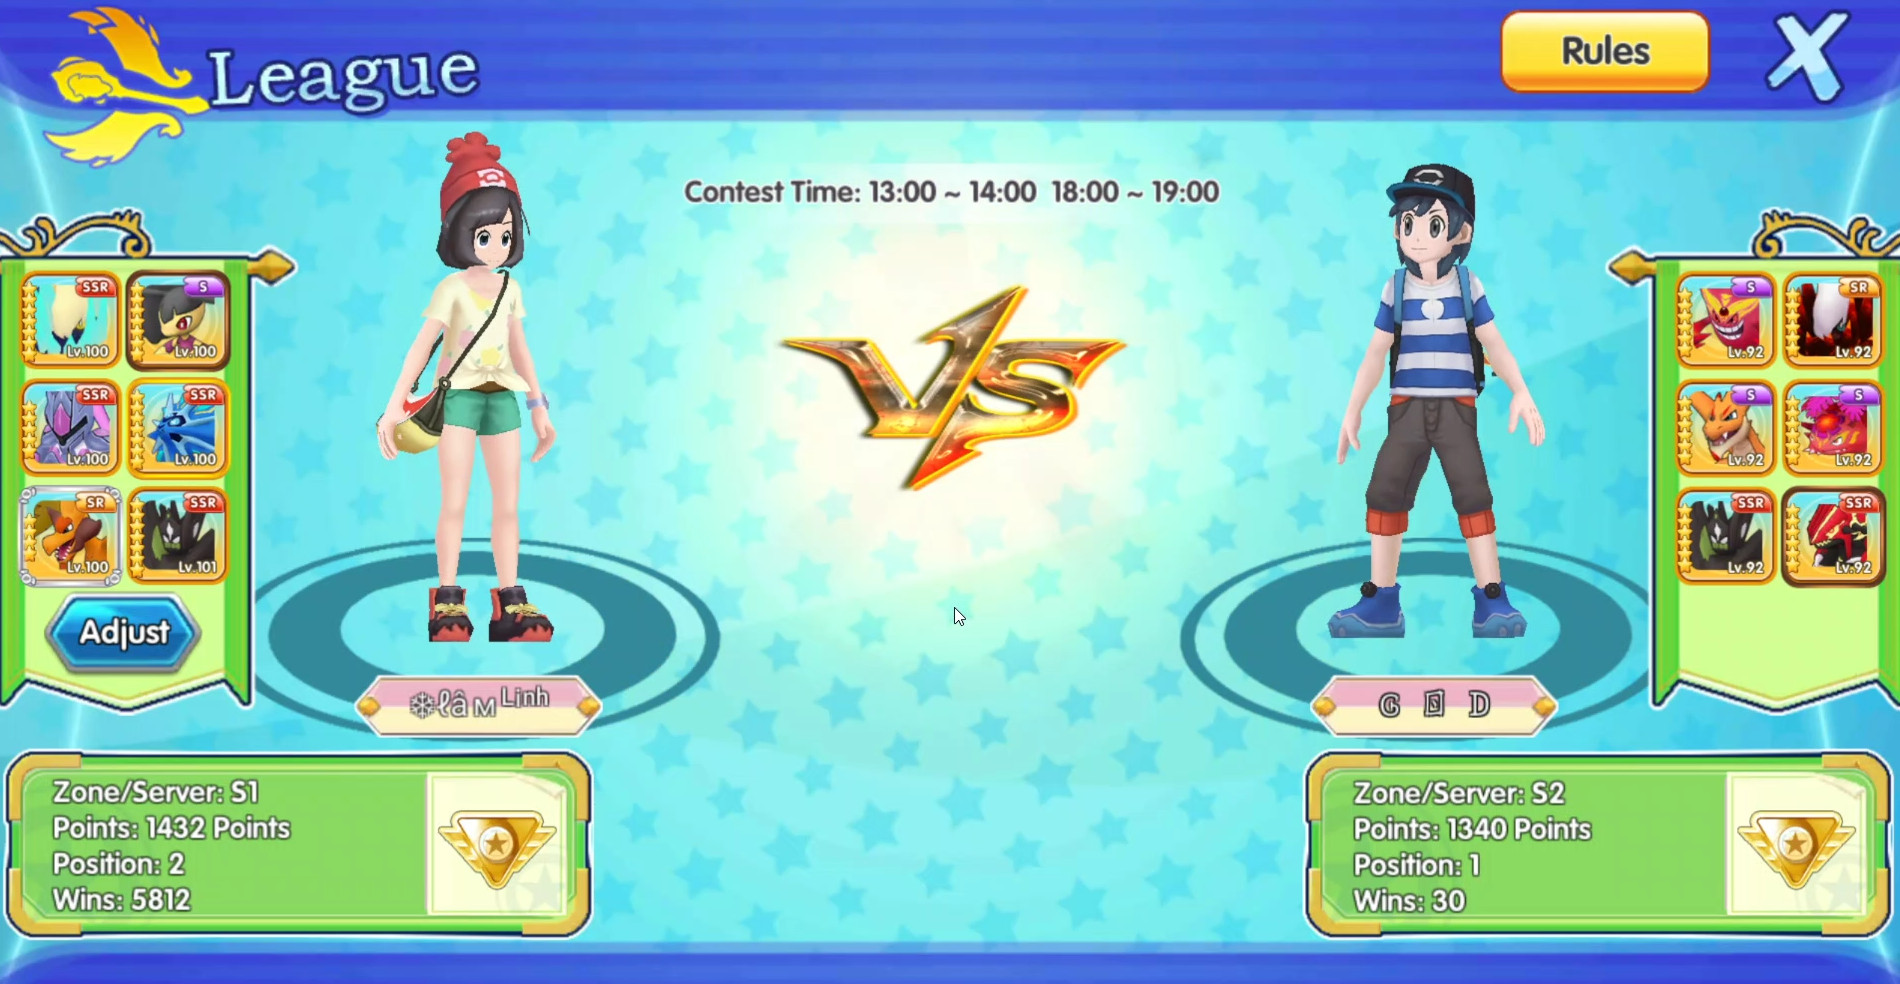 League
Rules
X
Contest Time: 13:00 ~ 14:00 18:00 ~ 19:00
SSR
Lv.100
S
Lv.100
SSR
Lv.100
SSR
Lv.100
SR
Lv.100
SSR
Lv.101
Adjust
VS
S
Lv.92
SR
Lv.92
S
Lv.92
S
Lv.92
SSR
Lv.92
SSR
Lv.92
❄ℓâмLinh
G D
Zone/Server: S1
Points: 1432 Points
Position: 2
Wins: 5812
Zone/Server: S2
Points: 1340 Points
Position: 1
Wins: 30